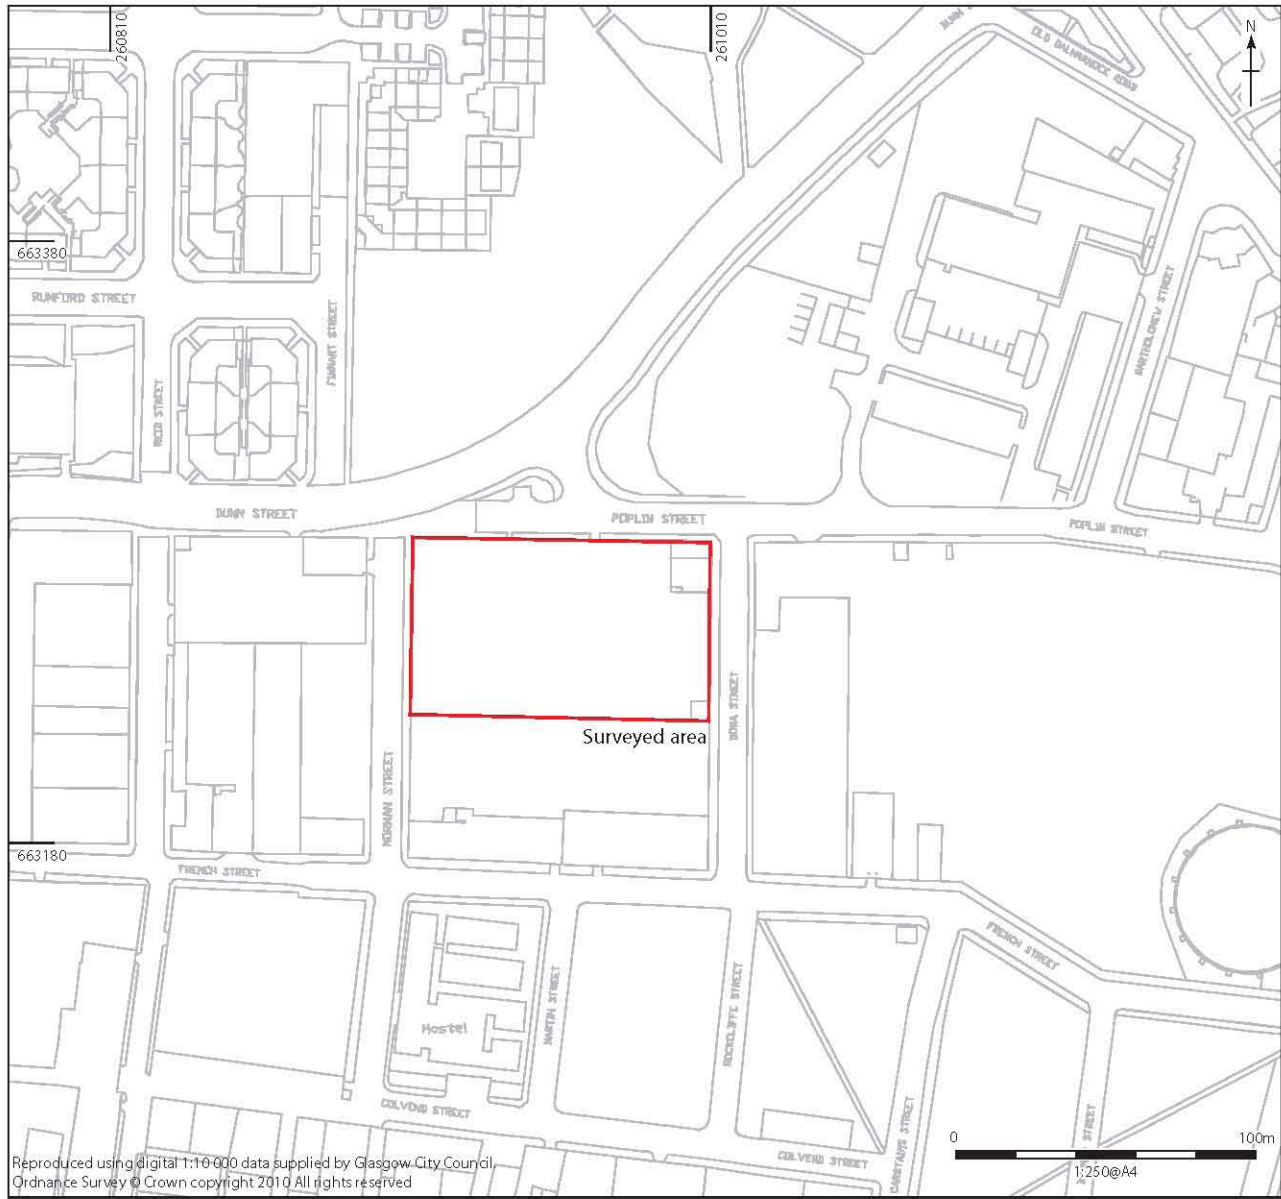 260810
261010
N
OLD DALMARNOCK ROAD
663380
RUMFORD STREET
FINNART STREET
BARTHOLOMEW STREET
REID STREET
DUNN STREET
POPLIN STREET
POPLIN STREET
Surveyed area
DORA STREET
NORMAN STREET
663180
FRENCH STREET
FRENCH STREET
Hostel
MARTIN STREET
ROCKCLIFFE STREET
COLVEND STREET
CARSTAIRS STREET
STREET
COLVEND STREET
0
100m
1:250@A4
Reproduced using digital 1:10 000 data supplied by Glasgow City Council.
Ordnance Survey © Crown copyright 2010 All rights reserved